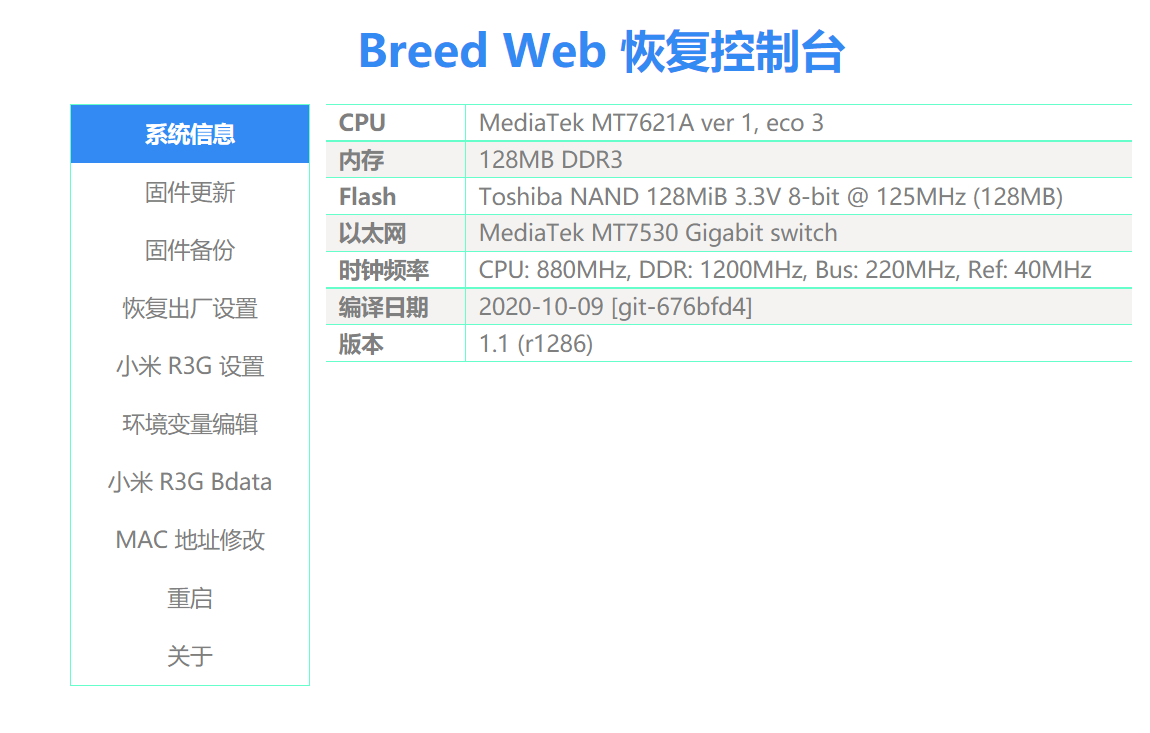 Breed Web 恢复控制台
系统信息
固件更新
固件备份
恢复出厂设置
小米 R3G 设置
环境变量编辑
小米 R3G Bdata
MAC 地址修改
重启
关于
CPU MediaTek MT7621A ver 1, eco 3
内存 128MB DDR3
Flash Toshiba NAND 128MiB 3.3V 8-bit @ 125MHz (128MB)
以太网 MediaTek MT7530 Gigabit switch
时钟频率 CPU: 880MHz, DDR: 1200MHz, Bus: 220MHz, Ref: 40MHz
编译日期 2020-10-09 [git-676bfd4]
版本 1.1 (r1286)